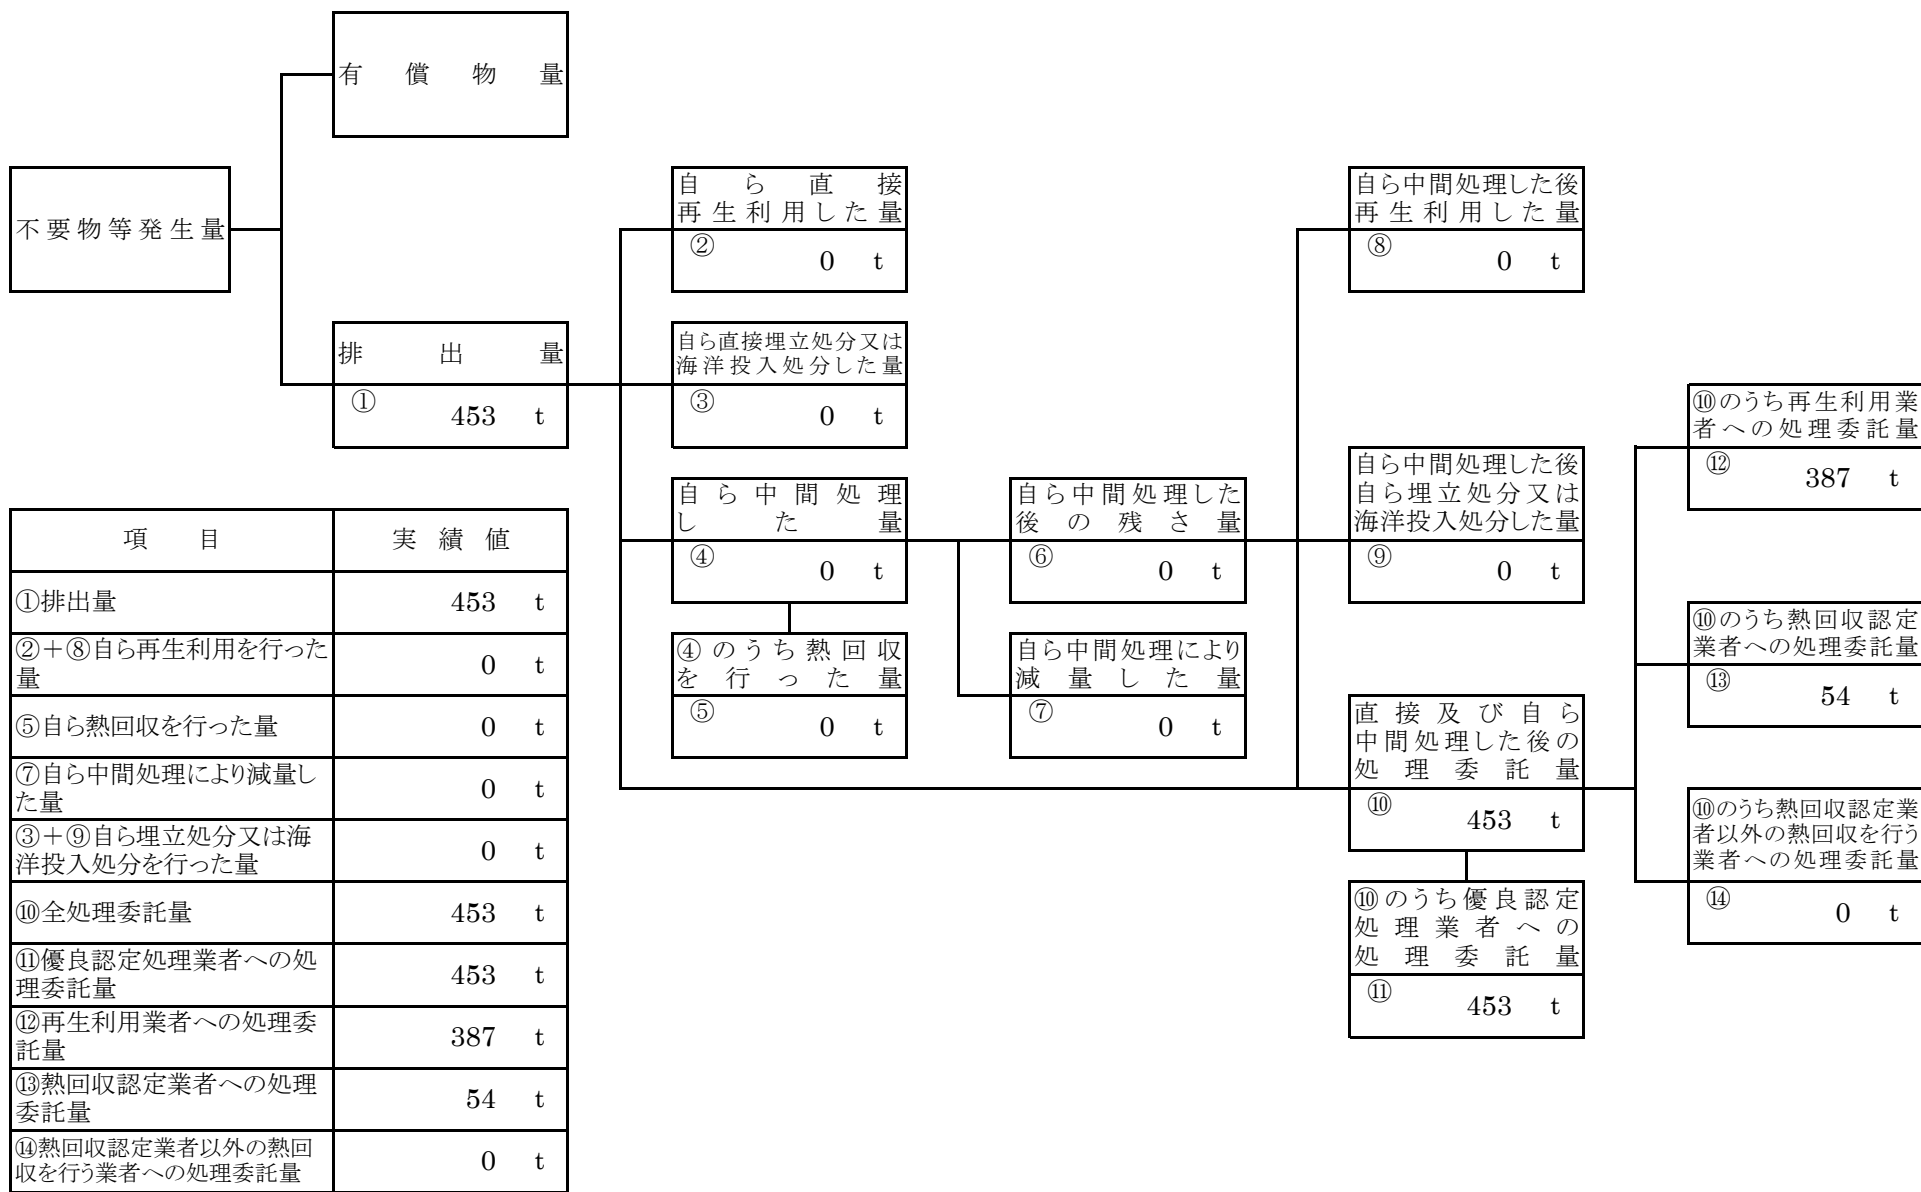 有償物量
不要物等発生量
排出量
①
453 t
自ら直接
再生利用した量
②
0 t
自ら直接埋立処分又は
海洋投入処分した量
③
0 t
自ら中間処理
した量
④
0 t
④のうち熱回収
を行った量
⑤
0 t
自ら中間処理した
後の残さ量
⑥
0 t
自ら中間処理により
減量した量
⑦
0 t
自ら中間処理した後
再生利用した量
⑧
0 t
自ら中間処理した後
自ら埋立処分又は
海洋投入処分した量
⑨
0 t
直接及び自ら
中間処理した後の
処理委託量
⑩
453 t
⑩のうち優良認定
処理業者への
処理委託量
⑪
453 t
⑩のうち再生利用業
者への処理委託量
⑫
387 t
⑩のうち熱回収認定
業者への処理委託量
⑬
54 t
⑩のうち熱回収認定業
者以外の熱回収を行う
業者への処理委託量
⑭
0 t
項目 実績値
①排出量 453 t
②+⑧自ら再生利用を行った
量 0 t
⑤自ら熱回収を行った量 0 t
⑦自ら中間処理により減量し
た量 0 t
③+⑨自ら埋立処分又は海
洋投入処分を行った量 0 t
⑩全処理委託量 453 t
⑪優良認定処理業者への処
理委託量 453 t
⑫再生利用業者への処理委
託量 387 t
⑬熱回収認定業者への処理
委託量 54 t
⑭熱回収認定業者以外の熱回
収を行う業者への処理委託量 0 t